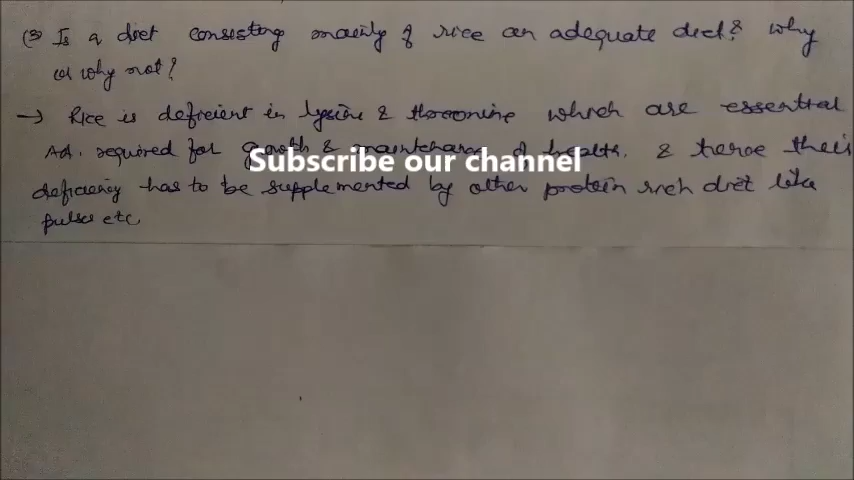 (3 Is a diet consisting mainly of rice an adequate diet? Why
or why not?
→ Rice is deficient in lysine & threonine which are essential
Ad. required for growth & maintenance of health. & hence their
Subscribe our channel
deficiency has to be supplemented by other protein rich diet like
pulse etc